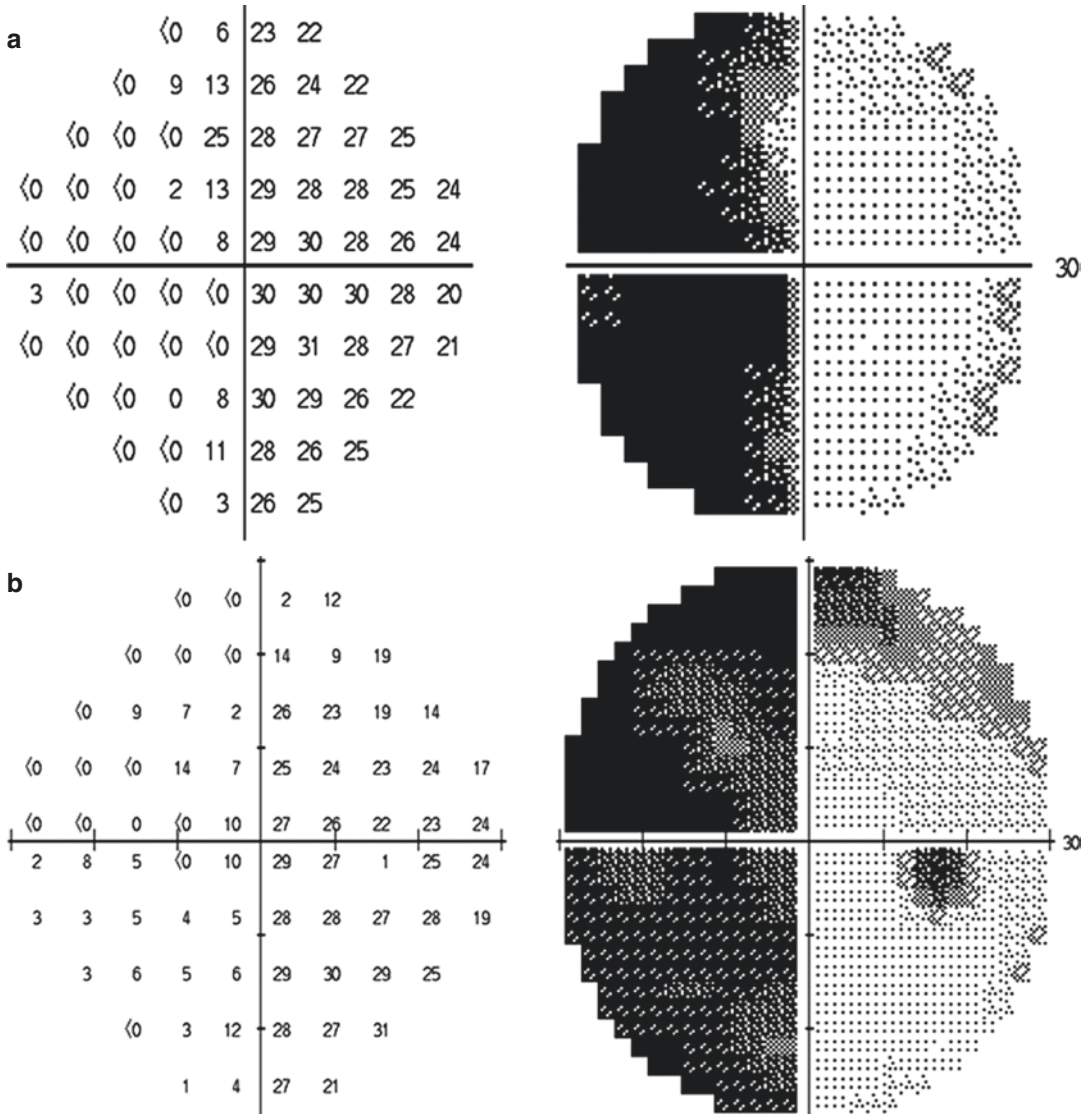 a
⟨0 6 23 22
⟨0 9 13 26 24 22
⟨0 ⟨0 ⟨0 25 28 27 27 25
⟨0 ⟨0 ⟨0 2 13 29 28 28 25 24
⟨0 ⟨0 ⟨0 ⟨0 8 29 30 28 26 24
30
3 ⟨0 ⟨0 ⟨0 ⟨0 30 30 30 28 20
⟨0 ⟨0 ⟨0 ⟨0 ⟨0 29 31 28 27 21
⟨0 ⟨0 0 8 30 29 26 22
⟨0 ⟨0 11 28 26 25
⟨0 3 26 25
b
⟨0 ⟨0 2 12
⟨0 ⟨0 ⟨0 14 9 19
⟨0 9 7 2 26 23 19 14
⟨0 ⟨0 ⟨0 14 7 25 24 23 24 17
⟨0 ⟨0 0 ⟨0 10 27 26 22 23 24
30
2 8 5 ⟨0 10 29 27 1 25 24
3 3 5 4 5 28 28 27 28 19
3 6 5 6 29 30 29 25
⟨0 3 12 28 27 31
1 4 27 21